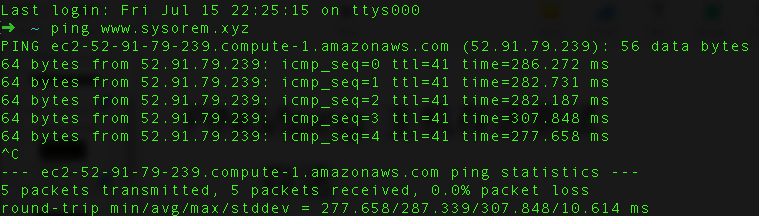 Last login: Fri Jul 15 22:25:15 on ttys000
➜ ~ ping www.sysorem.xyz
PING ec2-52-91-79-239.compute-1.amazonaws.com (52.91.79.239): 56 data bytes
64 bytes from 52.91.79.239: icmp_seq=0 ttl=41 time=286.272 ms
64 bytes from 52.91.79.239: icmp_seq=1 ttl=41 time=282.731 ms
64 bytes from 52.91.79.239: icmp_seq=2 ttl=41 time=282.187 ms
64 bytes from 52.91.79.239: icmp_seq=3 ttl=41 time=307.848 ms
64 bytes from 52.91.79.239: icmp_seq=4 ttl=41 time=277.658 ms
^C
--- ec2-52-91-79-239.compute-1.amazonaws.com ping statistics ---
5 packets transmitted, 5 packets received, 0.0% packet loss
round-trip min/avg/max/stddev = 277.658/287.339/307.848/10.614 ms